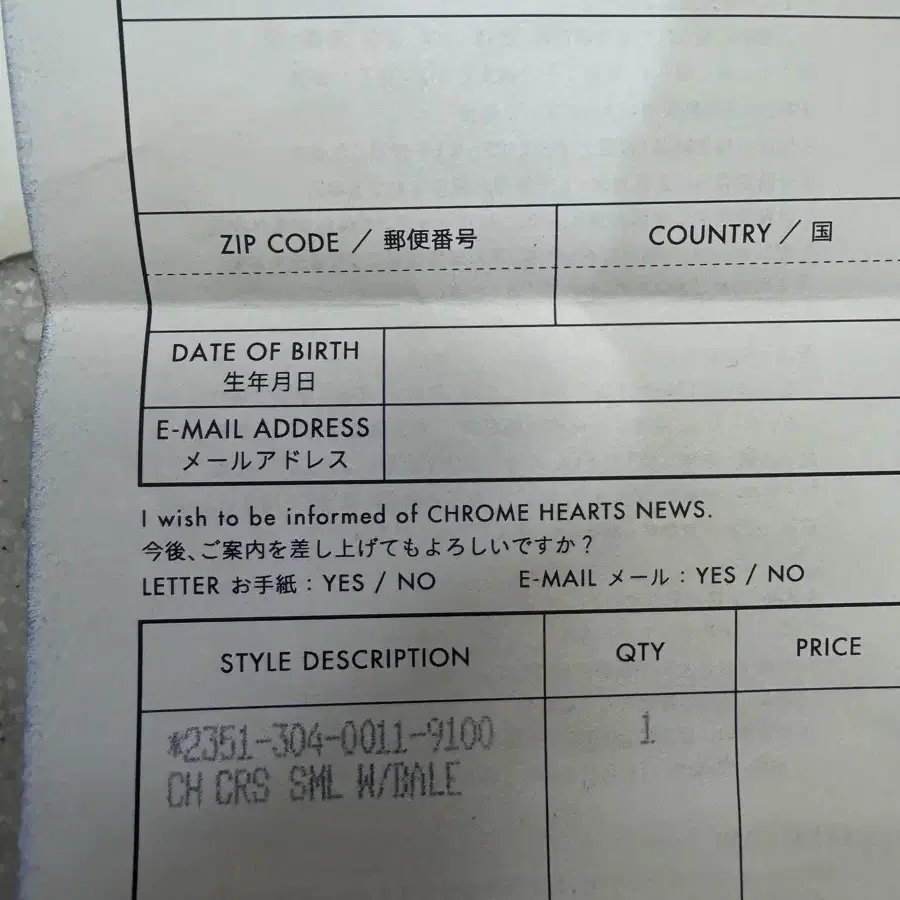 ZIP CODE / 郵便番号
COUNTRY / 国
DATE OF BIRTH
生年月日
E-MAIL ADDRESS
メールアドレス
I wish to be informed of CHROME HEARTS NEWS.
今後、ご案内を差し上げてもよろしいですか？
LETTER お手紙 : YES / NO E-MAIL メール : YES / NO
STYLE DESCRIPTION QTY PRICE
*2351-304-0011-9100 1
CH CRS SML W/BALE